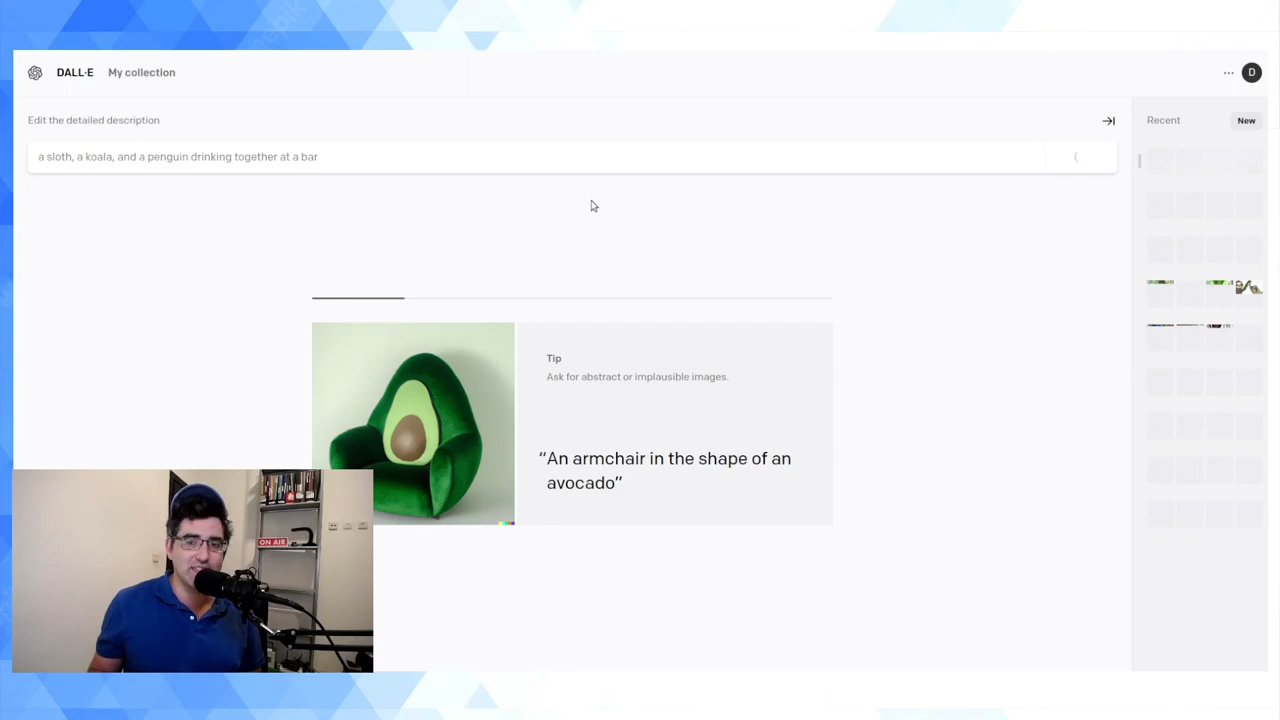 DALL·E
My collection
···
D
Edit the detailed description
Recent
New
a sloth, a koala, and a penguin drinking together at a bar
Tip
Ask for abstract or implausible images.
“An armchair in the shape of an
avocado”
ON AIR